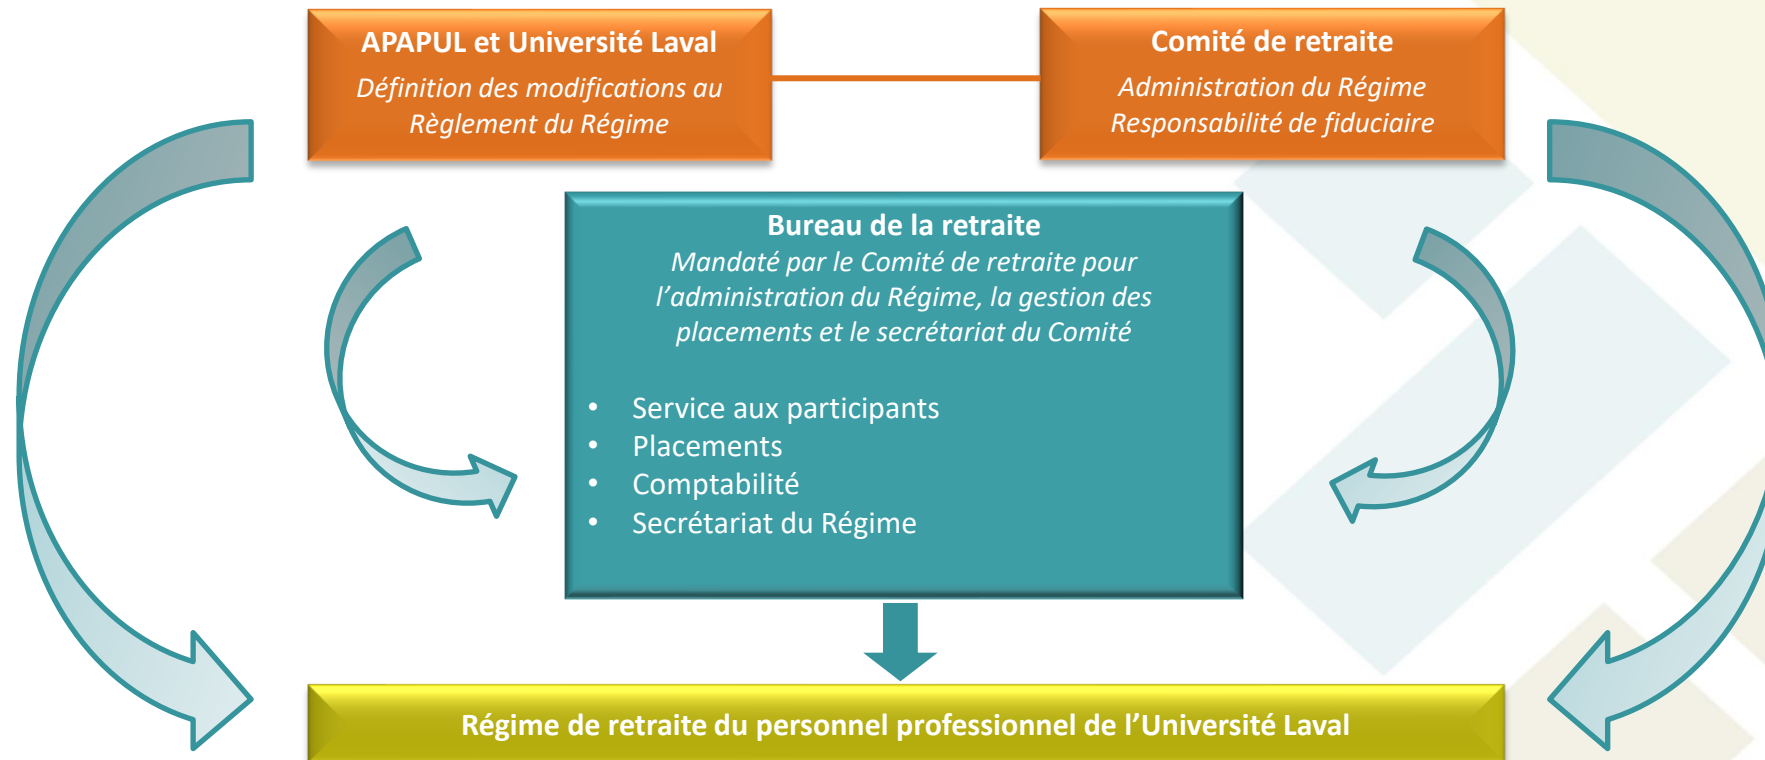 APAPUL et Université Laval
Définition des modifications au
Règlement du Régime
Comité de retraite
Administration du Régime
Responsabilité de fiduciaire
Bureau de la retraite
Mandaté par le Comité de retraite pour
l’administration du Régime, la gestion des
placements et le secrétariat du Comité
• Service aux participants
• Placements
• Comptabilité
• Secrétariat du Régime
Régime de retraite du personnel professionnel de l’Université Laval